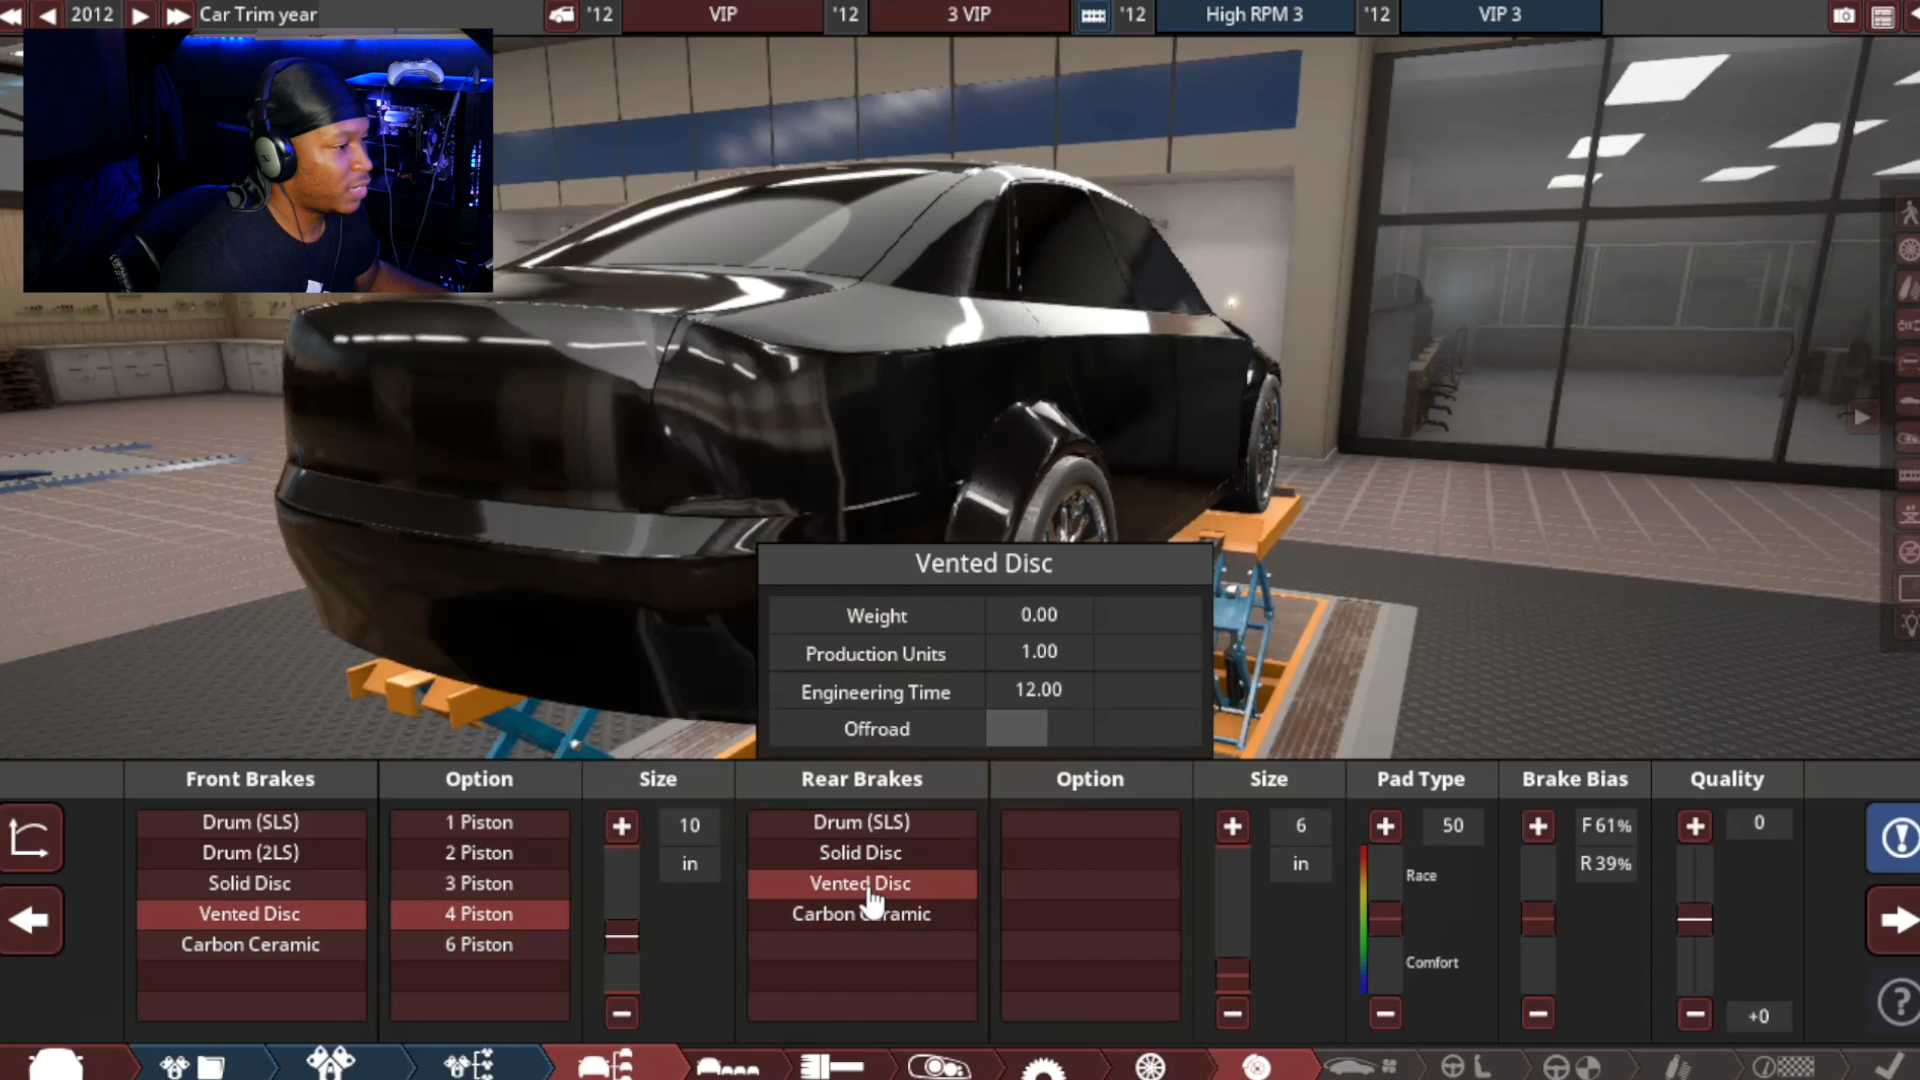 2012
Car Trim year
'12
VIP
'12
3 VIP
'12
High RPM 3
'12
VIP 3
Vented Disc
Weight 0.00
Production Units 1.00
Engineering Time 12.00
Offroad
Front Brakes
Drum (SLS)
Drum (2LS)
Solid Disc
Vented Disc
Carbon Ceramic
Option
1 Piston
2 Piston
3 Piston
4 Piston
6 Piston
Size
10
in
Rear Brakes
Drum (SLS)
Solid Disc
Vented Disc
Carbon Ceramic
Option
Size
6
in
Pad Type
50
Race
Comfort
Brake Bias
F 61%
R 39%
Quality
0
+0